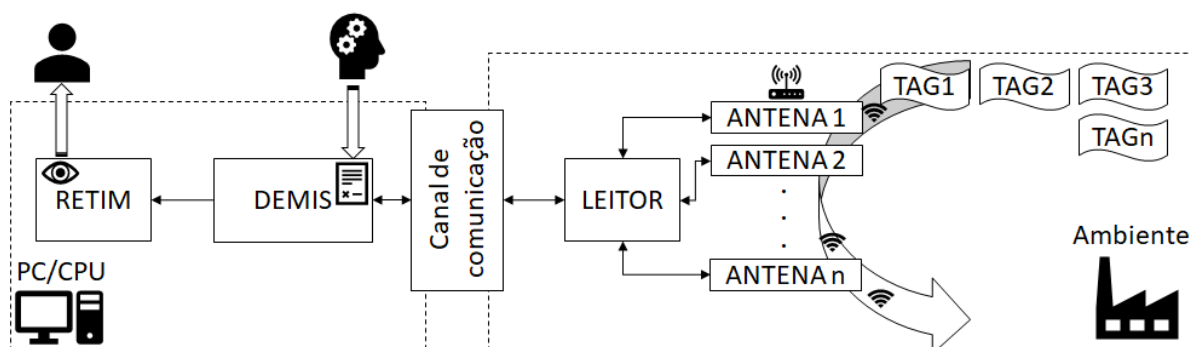 TAG1
TAG2
TAG3
ANTENA 1
TAGn
ANTENA 2
Canal de
comunicação
RETIM
DEMIS
LEITOR
Ambiente
PC/CPU
ANTENA n